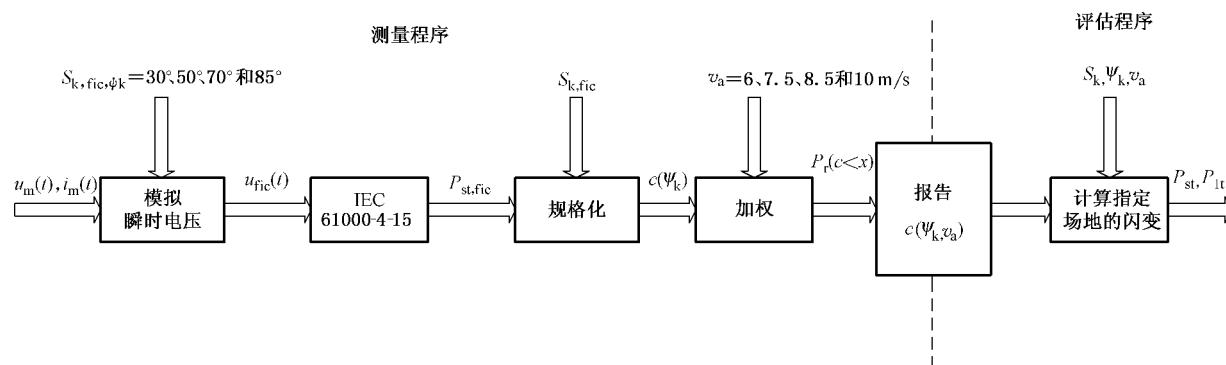 测量程序
评估程序
S_k,fic,ψk=30°、50°、70°和85°
S_k,fic
v_a=6、7.5、8.5和10 m/s
S_k,Ψ_k,v_a
u_m(t),i_m(t)
模拟
瞬时电压
u_fic(t)
IEC
61000-4-15
P_st,fic
规格化
c(Ψ_k)
加权
P_r(c<x)
报告
c(Ψ_k,v_a)
计算指定
场地的闪变
P_st,P_lt